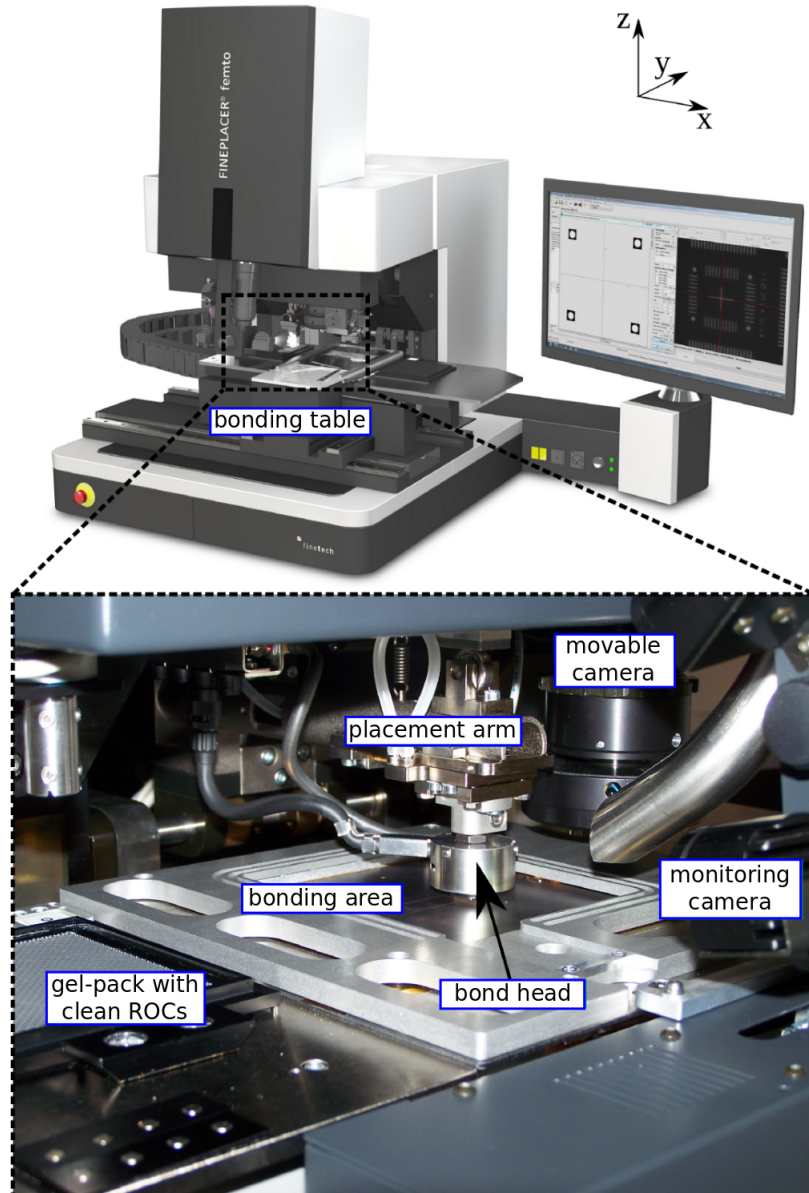 z
y
x
FINEPLACER® femto
bonding table
finetech
movable
camera
placement arm
bonding area
monitoring
camera
gel-pack with
clean ROCs
bond head